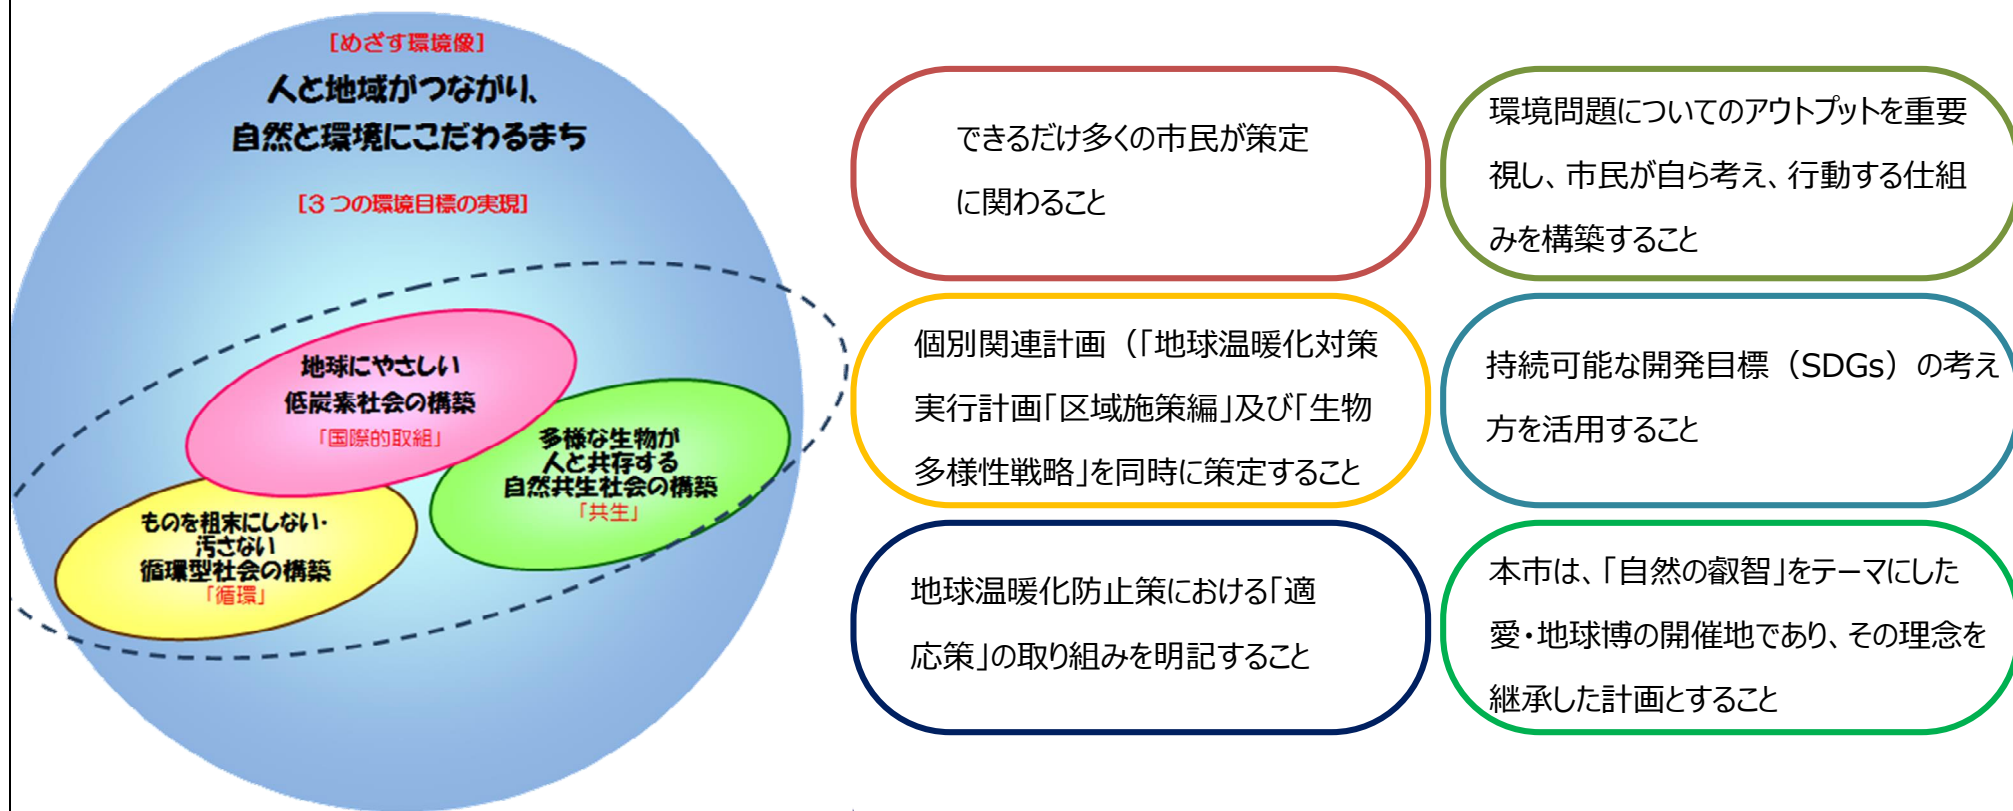 [めざす環境像]
人と地域がつながり、
自然と環境にこだわるまち
[3つの環境目標の実現]
地球にやさしい
低炭素社会の構築
「国際的取組」
多様な生物が
人と共存する
自然共生社会の構築
「共生」
ものを粗末にしない・
汚さない
循環型社会の構築
「循環」
できるだけ多くの市民が策定
に関わること
環境問題についてのアウトプットを重要
視し、市民が自ら考え、行動する仕組
みを構築すること
個別関連計画（「地球温暖化対策
実行計画「区域施策編」及び「生物
多様性戦略」を同時に策定すること
持続可能な開発目標（SDGs）の考え
方を活用すること
地球温暖化防止策における「適
応策」の取り組みを明記すること
本市は、「自然の叡智」をテーマにした
愛・地球博の開催地であり、その理念を
継承した計画とすること